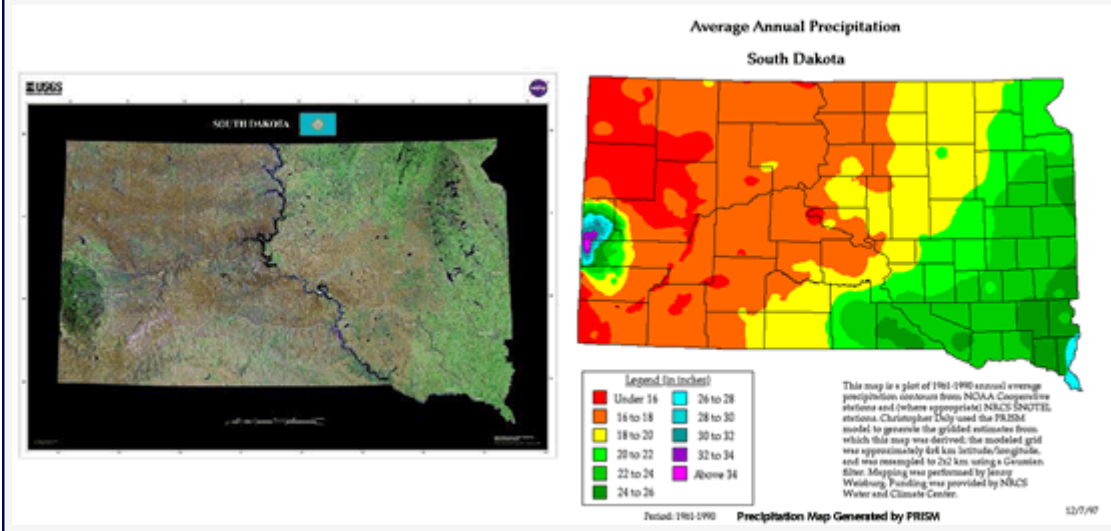 USGS
SOUTH DAKOTA
Average Annual Precipitation
South Dakota
Legend (in inches)
Under 16
16 to 18
18 to 20
20 to 22
22 to 24
24 to 26
26 to 28
28 to 30
30 to 32
32 to 34
Above 34
This map is a plot of 1961-1990 annual average
precipitation contours from NOAA Cooperative
stations and (where appropriate) NRCS SNOTEL
stations. Christopher Daly used the PRISM
model to generate the gridded estimates from
which this map was derived; the modeled grid
was approximately 4x4 km latitude/longitude,
and was resampled to 2x2 km using a Gaussian
filter. Mapping was performed by Jenny
Weisburg. Funding was provided by NRCS
Water and Climate Center.
Period: 1961-1990
Precipitation Map Generated by PRISM
12/7/97